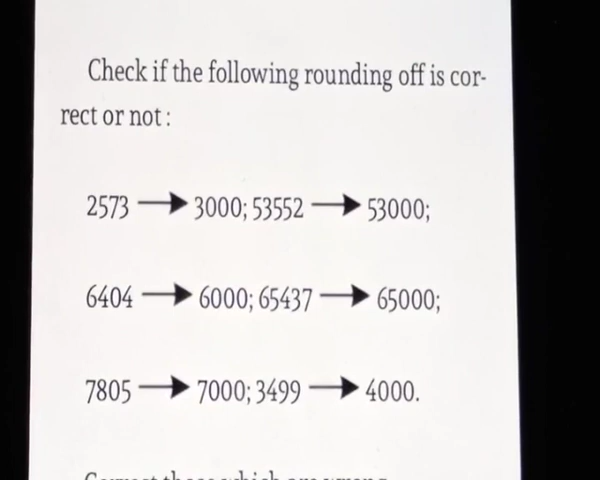 Check if the following rounding off is cor-
rect or not :
2573 → 3000; 53552 → 53000;
6404 → 6000; 65437 → 65000;
7805 → 7000; 3499 → 4000.